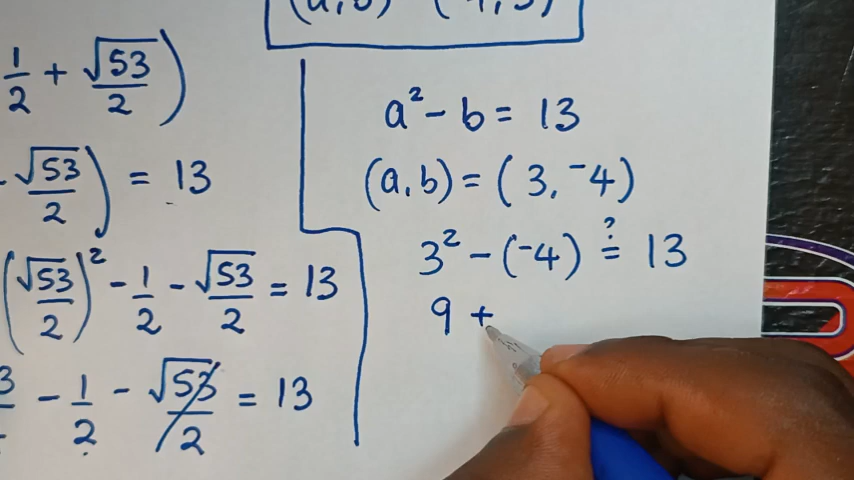 1/2 + √53/2)
√53/2) = 13
(√53/2)² - 1/2 - √53/2 = 13
- 1/2 - √53/2 = 13
a² - b = 13
(a,b) = (3, ⁻4)
3² - (⁻4) ≟ 13
9 +